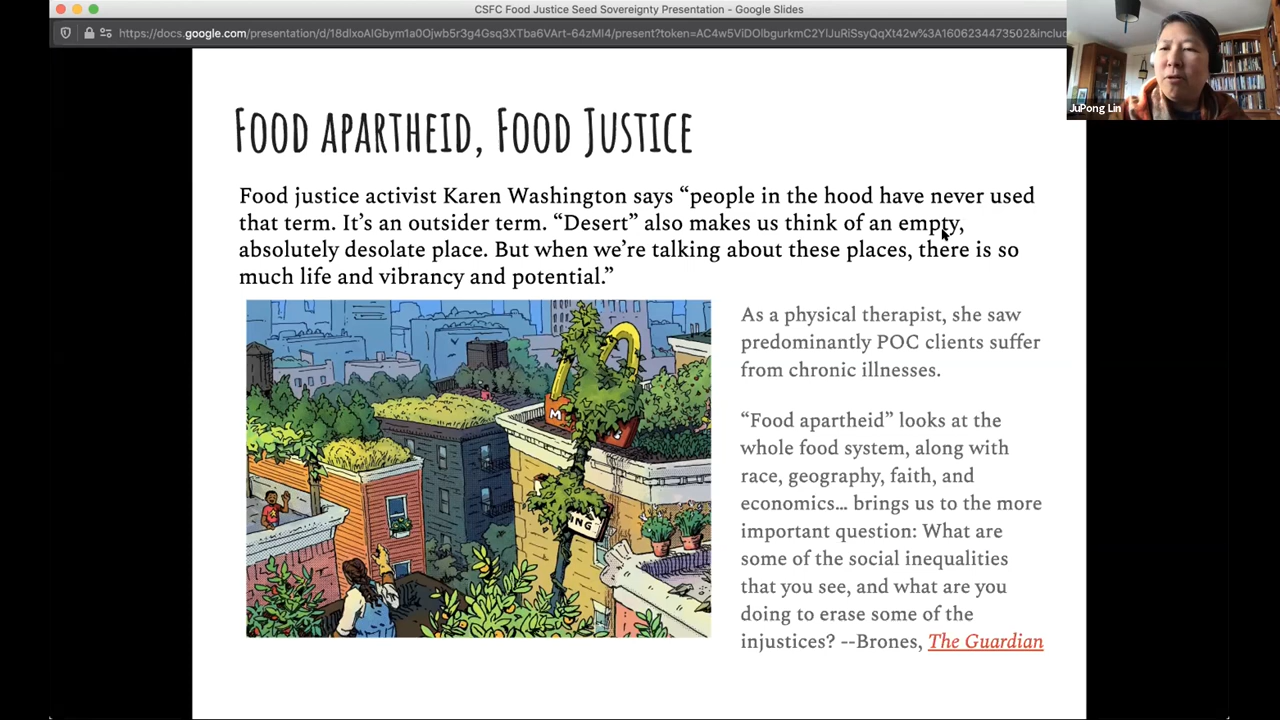 CSFC Food Justice Seed Sovereignty Presentation - Google Slides
JuPong Lin
FOOD APARTHEID, FOOD JUSTICE
Food justice activist Karen Washington says “people in the hood have never used
that term. It’s an outsider term. “Desert” also makes us think of an empty,
absolutely desolate place. But when we’re talking about these places, there is so
much life and vibrancy and potential.”
As a physical therapist, she saw
predominantly POC clients suffer
from chronic illnesses.
“Food apartheid” looks at the
whole food system, along with
race, geography, faith, and
economics... brings us to the more
important question: What are
some of the social inequalities
that you see, and what are you
doing to erase some of the
injustices? --Brones, The Guardian
M
ING